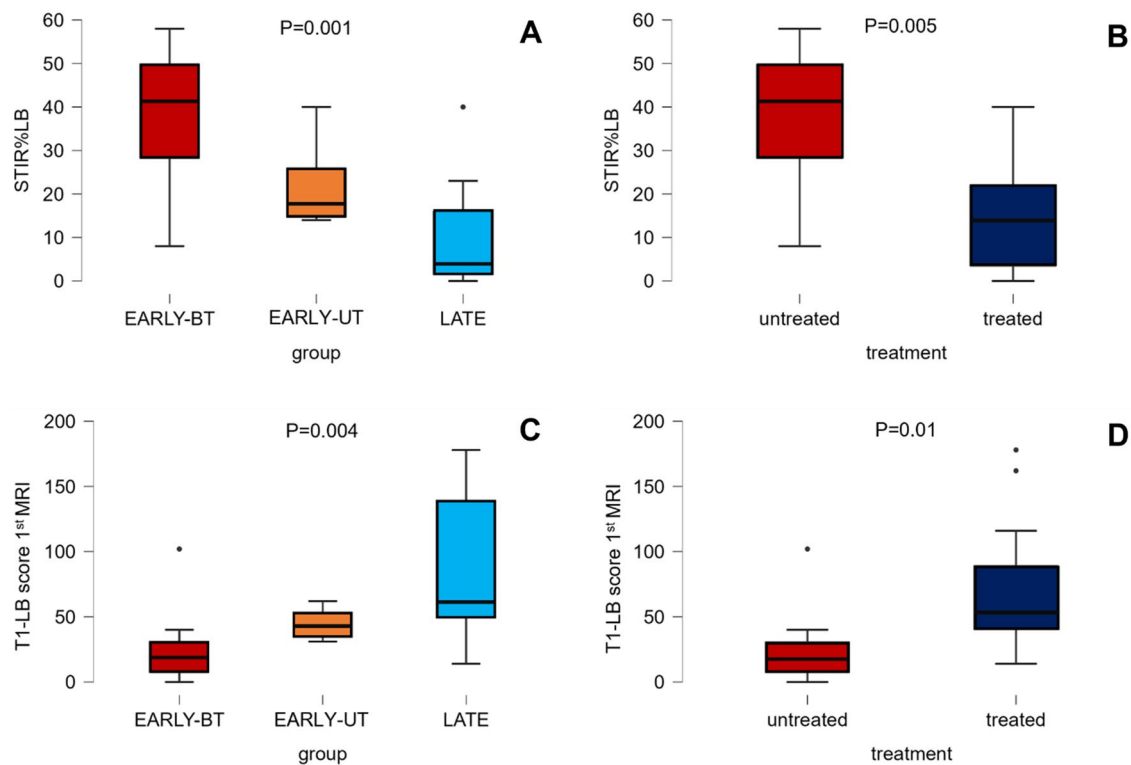 A
P=0.001
STIR%LB
60
50
40
30
20
10
0
EARLY-BT EARLY-UT LATE
group
B
P=0.005
STIR%LB
60
50
40
30
20
10
0
untreated treated
treatment
C
P=0.004
T1-LB score 1st MRI
200
150
100
50
0
EARLY-BT EARLY-UT LATE
group
D
P=0.01
T1-LB score 1st MRI
200
150
100
50
0
untreated treated
treatment